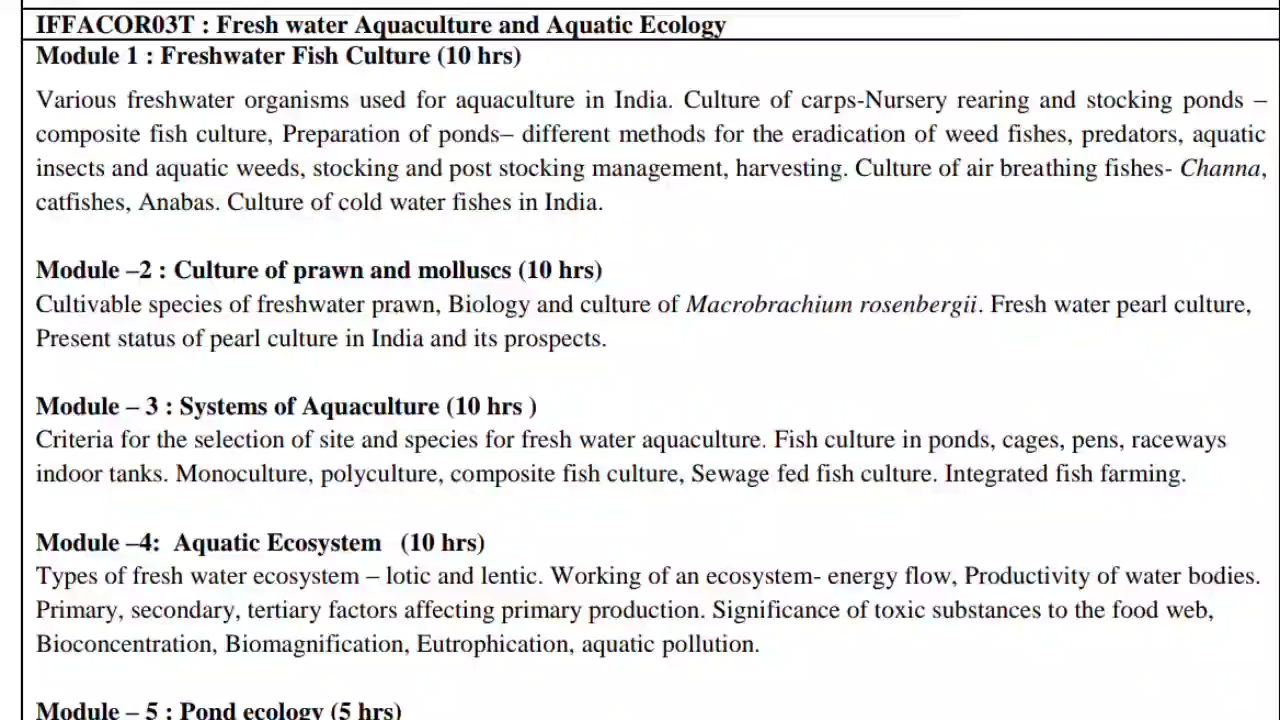 IFFACOR03T : Fresh water Aquaculture and Aquatic Ecology
Module 1 : Freshwater Fish Culture (10 hrs)
Various freshwater organisms used for aquaculture in India. Culture of carps-Nursery rearing and stocking ponds –
composite fish culture, Preparation of ponds– different methods for the eradication of weed fishes, predators, aquatic
insects and aquatic weeds, stocking and post stocking management, harvesting. Culture of air breathing fishes- Channa,
catfishes, Anabas. Culture of cold water fishes in India.
Module –2 : Culture of prawn and molluscs (10 hrs)
Cultivable species of freshwater prawn, Biology and culture of Macrobrachium rosenbergii. Fresh water pearl culture,
Present status of pearl culture in India and its prospects.
Module – 3 : Systems of Aquaculture (10 hrs )
Criteria for the selection of site and species for fresh water aquaculture. Fish culture in ponds, cages, pens, raceways
indoor tanks. Monoculture, polyculture, composite fish culture, Sewage fed fish culture. Integrated fish farming.
Module –4:  Aquatic Ecosystem   (10 hrs)
Types of fresh water ecosystem – lotic and lentic. Working of an ecosystem- energy flow, Productivity of water bodies.
Primary, secondary, tertiary factors affecting primary production. Significance of toxic substances to the food web,
Bioconcentration, Biomagnification, Eutrophication, aquatic pollution.
Module – 5 : Pond ecology (5 hrs)